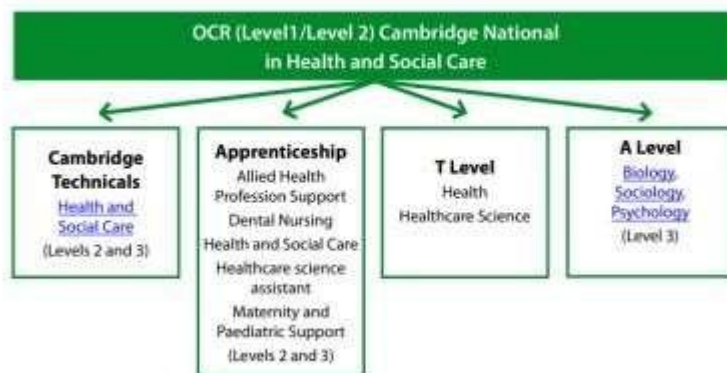 OCR (Level1/Level 2) Cambridge National
in Health and Social Care
Cambridge
Technicals
Health and
Social Care
(Levels 2 and 3)
Apprenticeship
Allied Health
Profession Support
Dental Nursing
Health and Social Care
Healthcare science
assistant
Maternity and
Paediatric Support
(Levels 2 and 3)
T Level
Health
Healthcare Science
A Level
Biology,
Sociology,
Psychology
(Level 3)